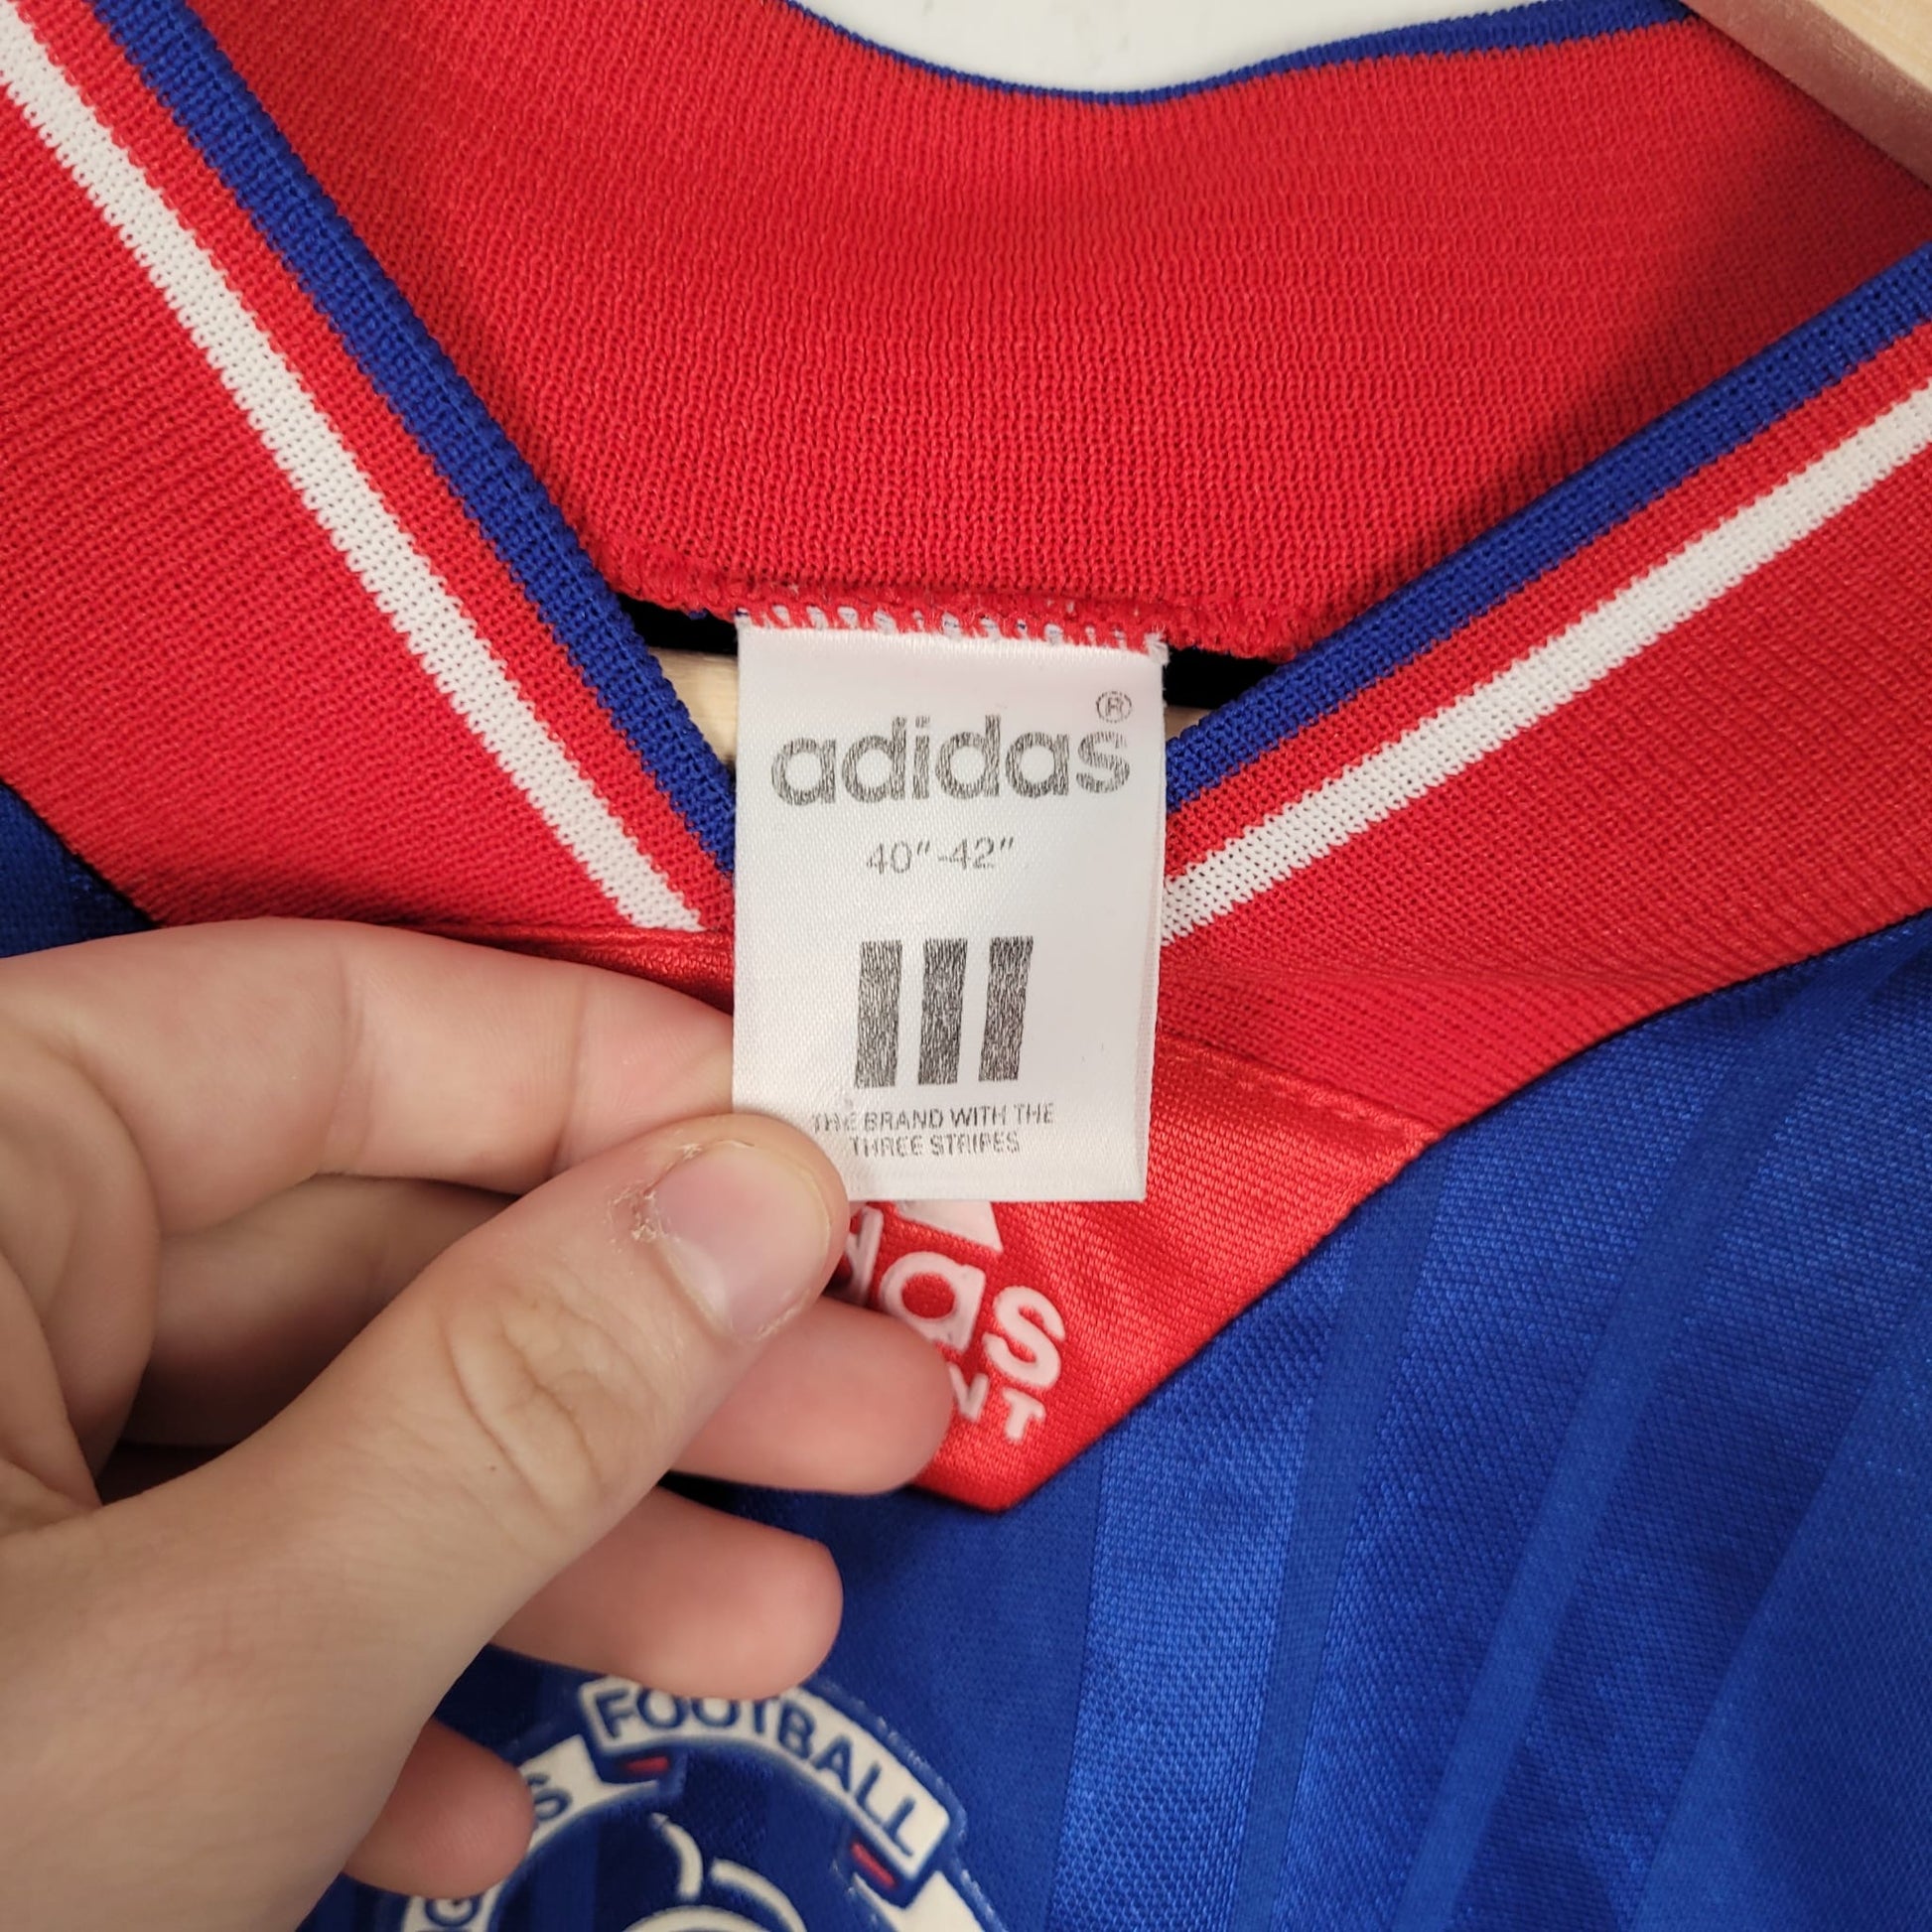 adidas®
40"-42"
THE BRAND WITH THE
THREE STRIPES
FOOTBALL